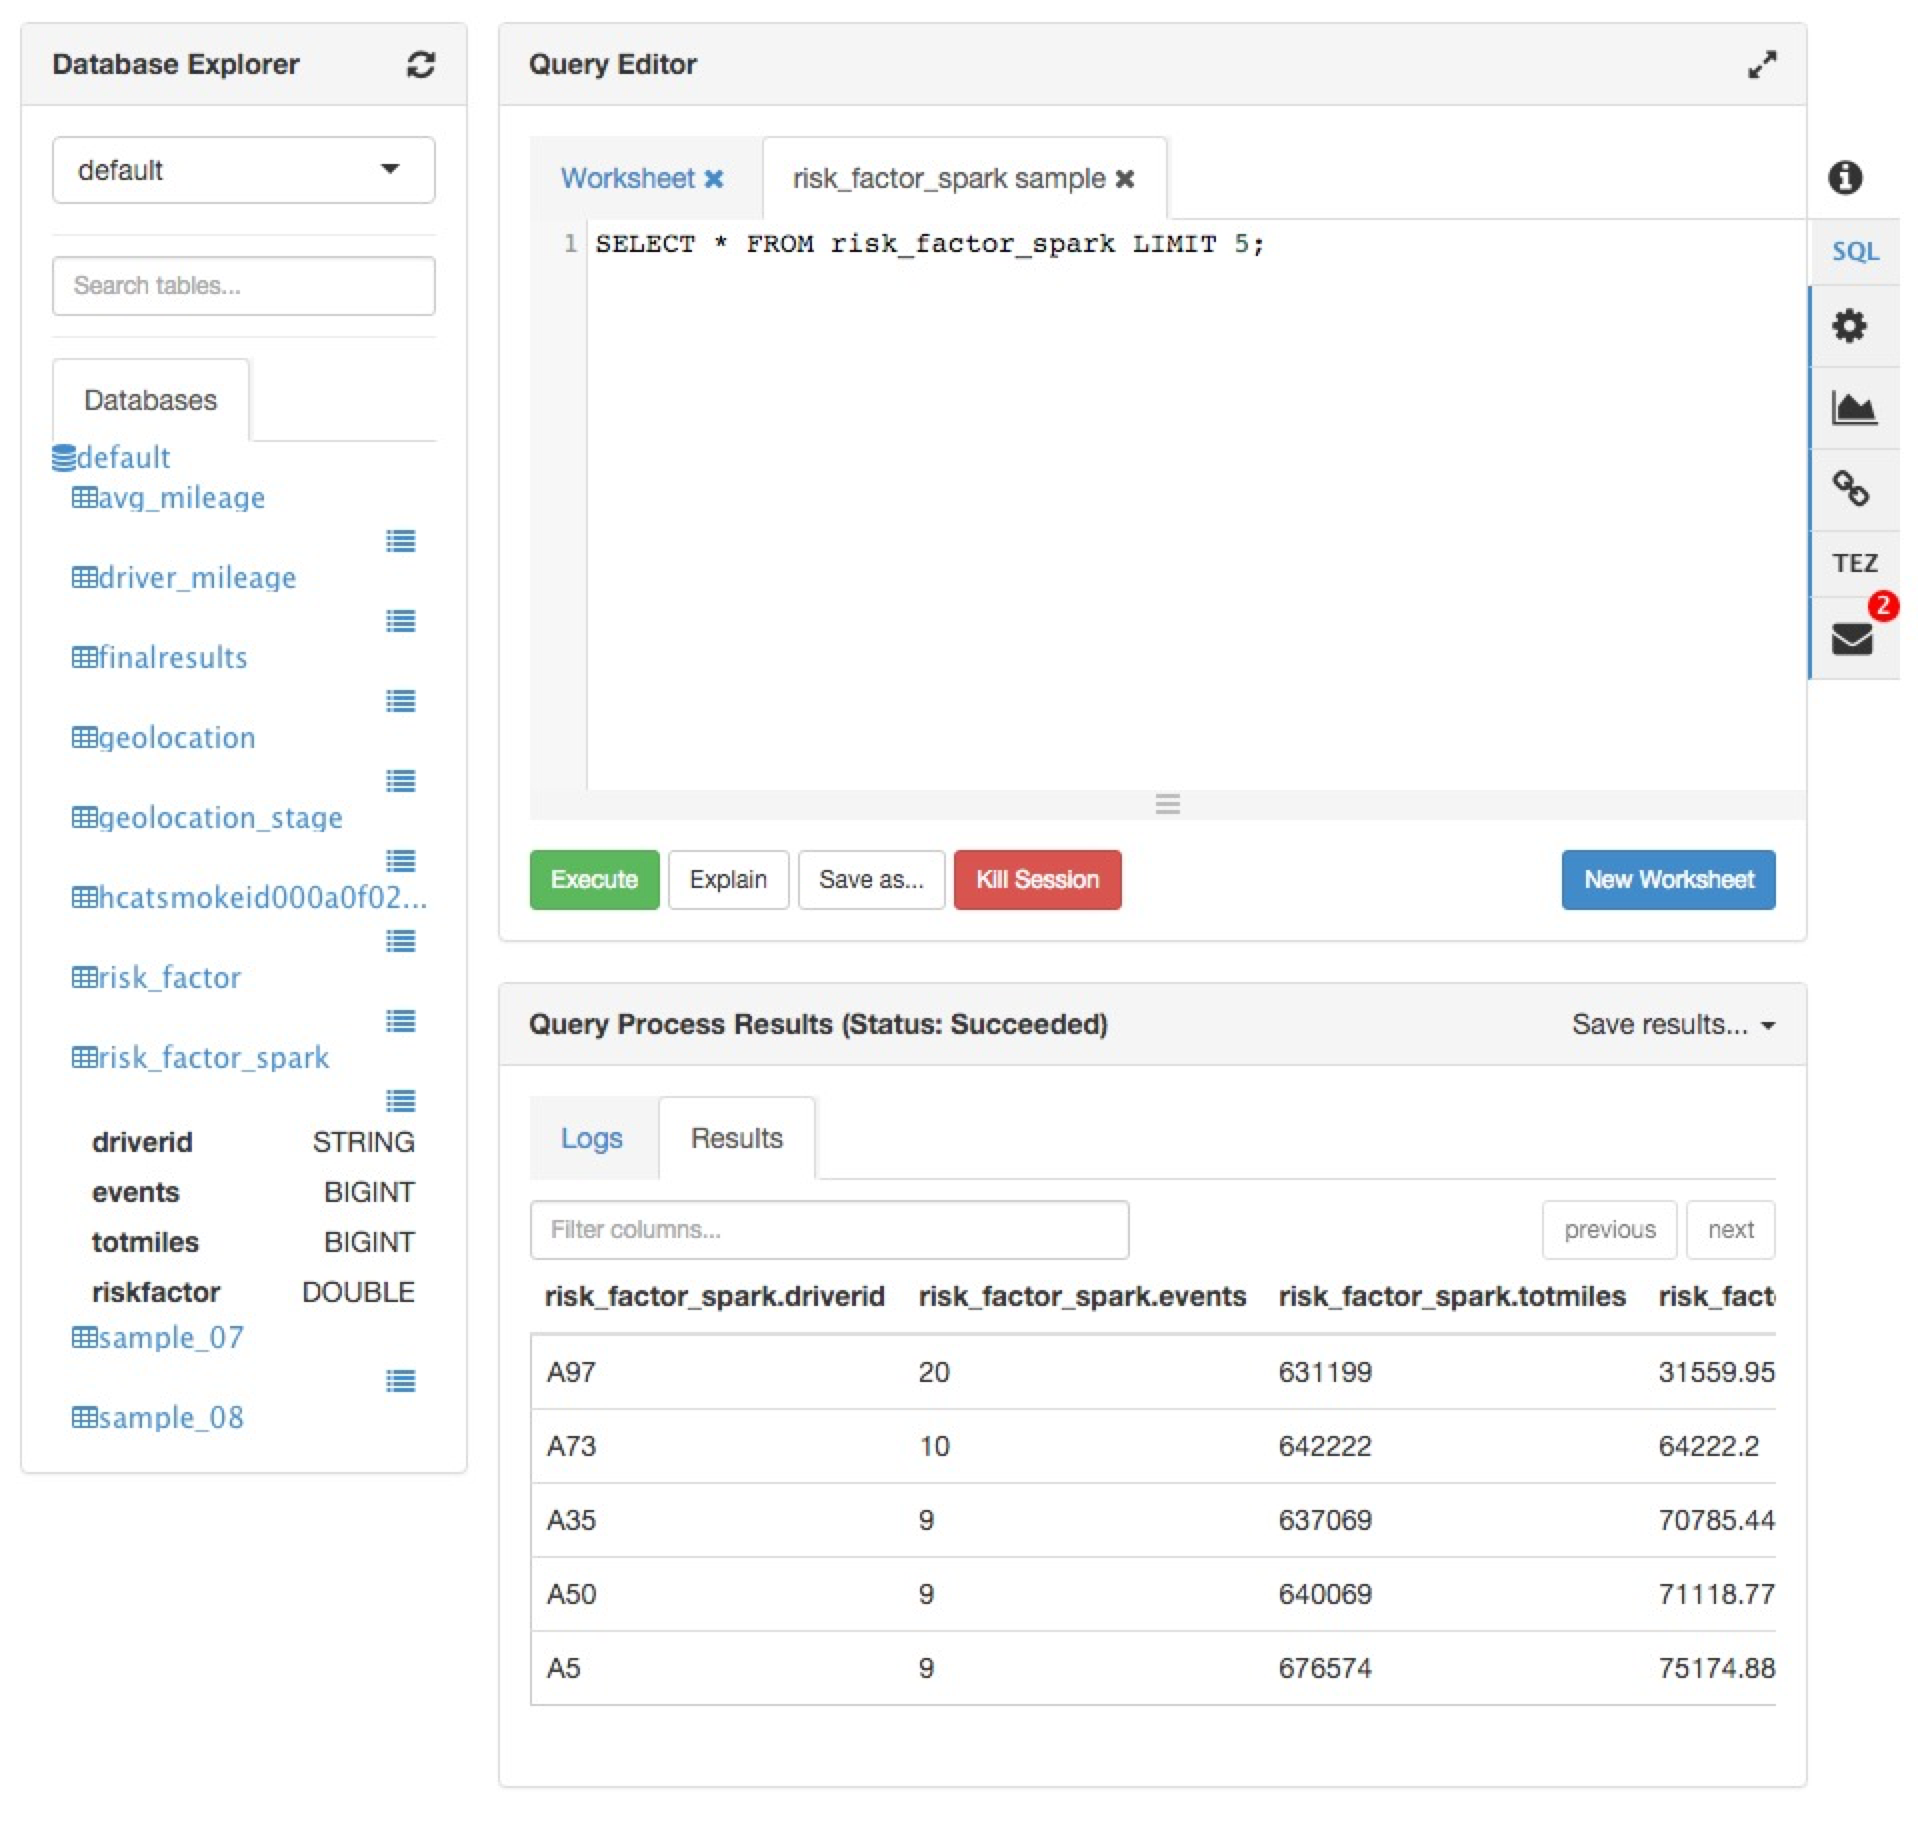 Database Explorer
default
Search tables...
Databases
default
avg_mileage
driver_mileage
finalresults
geolocation
geolocation_stage
hcatsmokeid000a0f02...
risk_factor
risk_factor_spark
driverid STRING
events BIGINT
totmiles BIGINT
riskfactor DOUBLE
sample_07
sample_08
Query Editor
Worksheet risk_factor_spark sample
1 SELECT * FROM risk_factor_spark LIMIT 5;
Execute Explain Save as... Kill Session New Worksheet
SQL
TEZ
2
Query Process Results (Status: Succeeded) Save results...
Logs Results
Filter columns... previous next
risk_factor_spark.driverid risk_factor_spark.events risk_factor_spark.totmiles risk_fact
A97 20 631199 31559.95
A73 10 642222 64222.2
A35 9 637069 70785.44
A50 9 640069 71118.77
A5 9 676574 75174.88